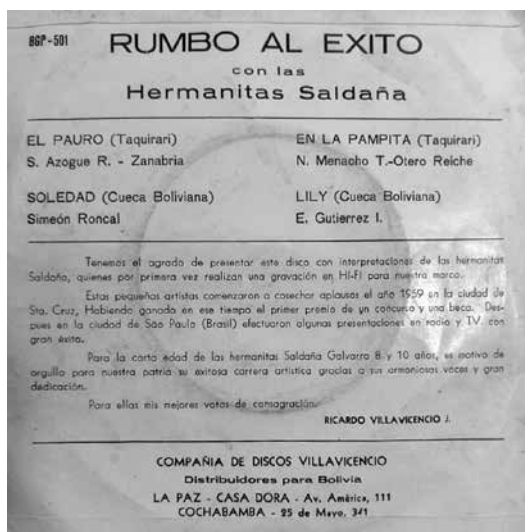 BGP-501
RUMBO AL EXITO
con las
Hermanitas Saldaña
EL PAURO (Taquirari)
S. Azogue R. - Zanabria
EN LA PAMPITA (Taquirari)
N. Menacho T.-Otero Reiche
SOLEDAD (Cueca Boliviana)
Simeón Roncal
LILY (Cueca Boliviana)
E. Gutierrez I.
Tenemos el agrado de presentar este disco con interpretaciones de las hermanitas
Saldaña, quienes por primera vez realizan una gravación en HI-FI para nuestra marca.
Estas pequeñas artistas comenzaron a cosechar aplausos el año 1959 en la ciudad de
Sta. Cruz, Habiendo ganado en ese tiempo el primer premio de un concurso y una beca. Des-
pues en la ciudad de Sao Paulo (Brasil) efectuaron algunas presentaciones en radio y TV. con
gran éxito.
Para la corta edad de las hermanitas Saldaña Galvarro 8 y 10 años, es motivo de
orgullo para nuestra patria su exitosa carrera artística gracias a sus armoniosas voces y gran
dedicación.
Para ellas mis mejores votos de consagración.
RICARDO VILLAVICENCIO J.
COMPAÑIA DE DISCOS VILLAVICENCIO
Distribuidores para Bolivia
LA PAZ - CASA DORA - Av. América, 111
COCHABAMBA - 25 de Mayo, 341